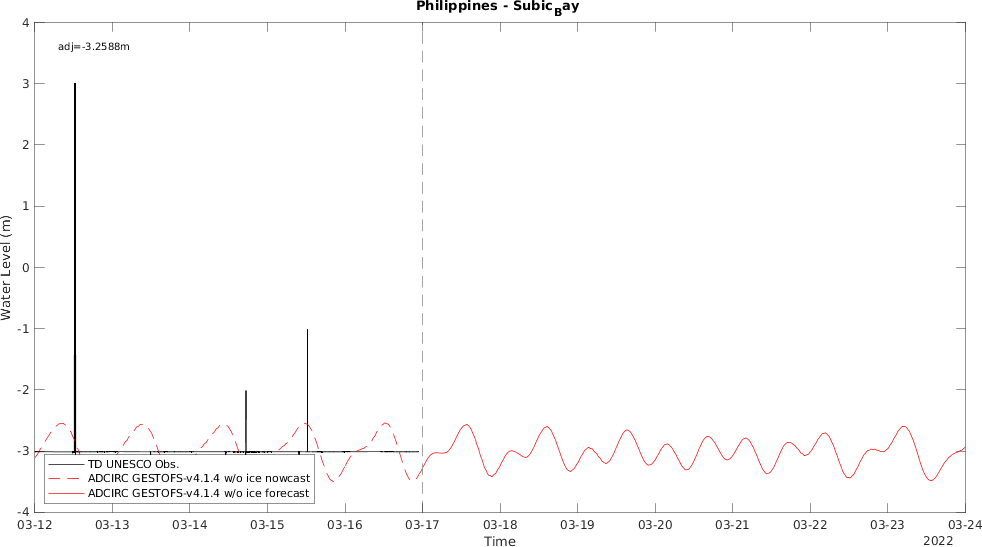 Philippines - Subic_Bay
4
adj=-3.2588m
3
2
1
0
-1
-2
-3
-4
Water Level (m)
TD UNESCO Obs.
ADCIRC GESTOFS-v4.1.4 w/o ice nowcast
ADCIRC GESTOFS-v4.1.4 w/o ice forecast
03-12 03-13 03-14 03-15 03-16 03-17 03-18 03-19 03-20 03-21 03-22 03-23 03-24
Time
2022